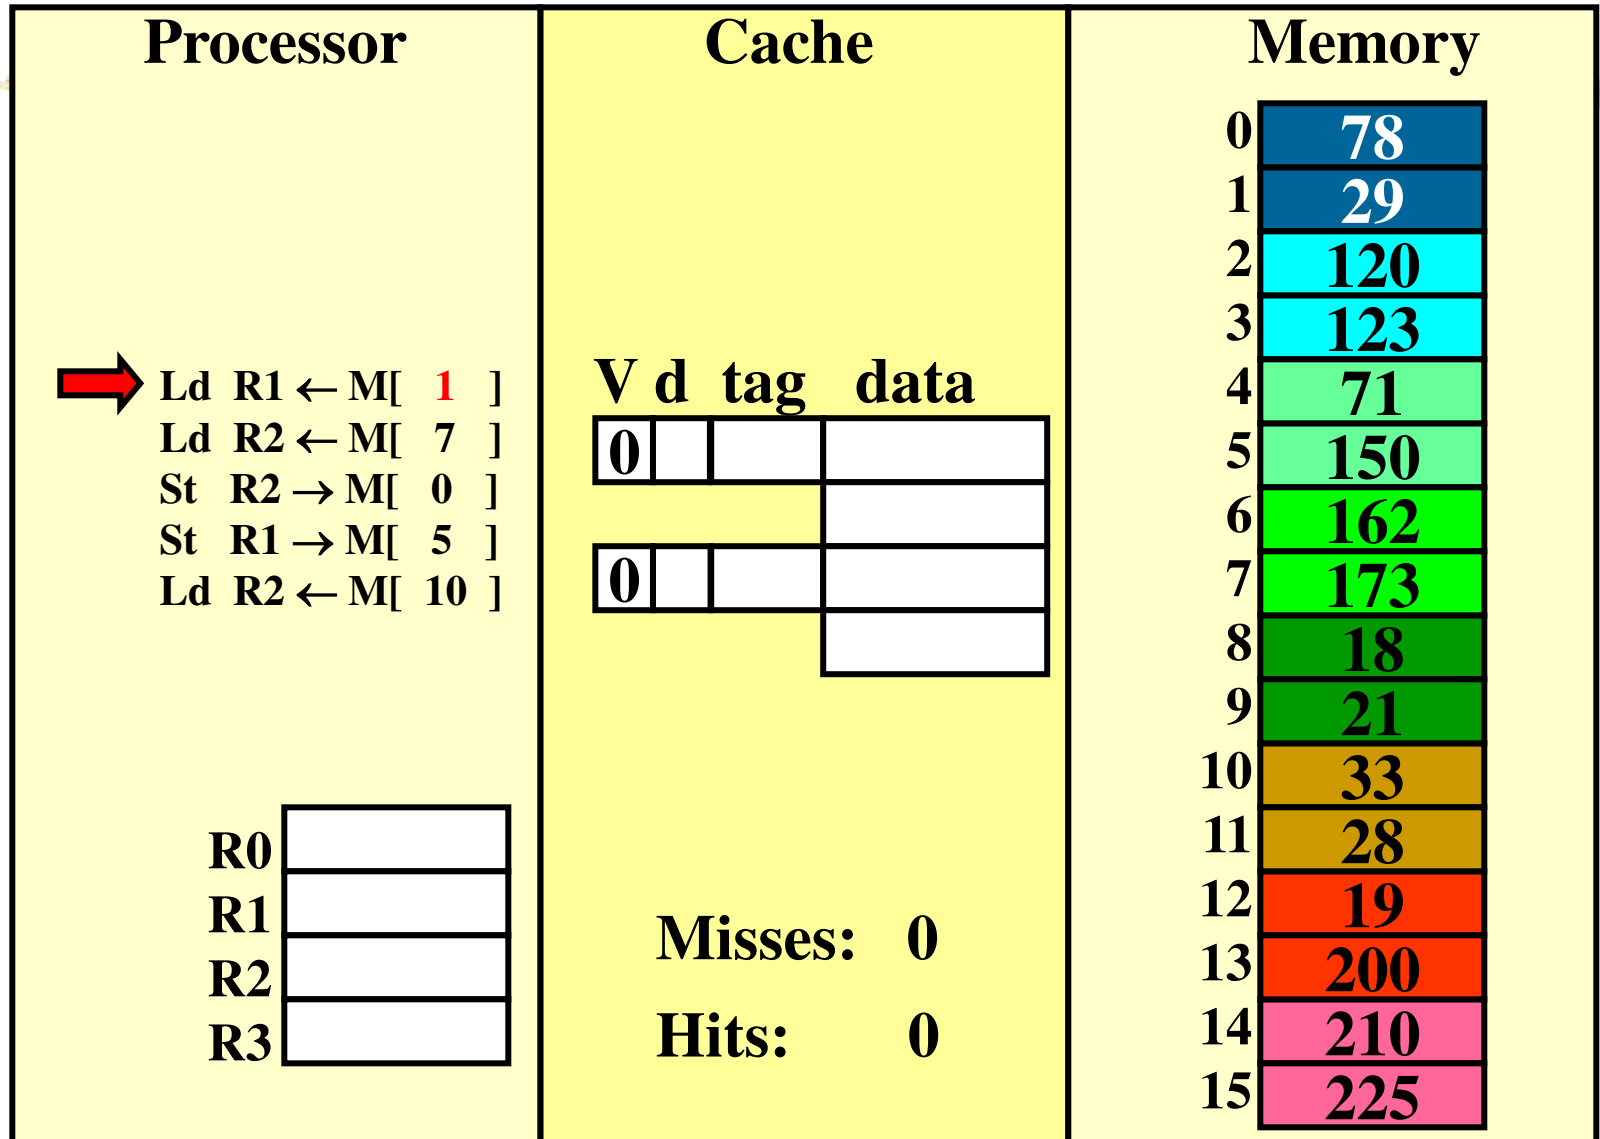 Processor
Ld R1 ← M[ 1 ]
Ld R2 ← M[ 7 ]
St R2 → M[ 0 ]
St R1 → M[ 5 ]
Ld R2 ← M[ 10 ]
R0
R1
R2
R3
Cache
V d tag data
0
0
Misses: 0
Hits: 0
Memory
0 78
1 29
2 120
3 123
4 71
5 150
6 162
7 173
8 18
9 21
10 33
11 28
12 19
13 200
14 210
15 225